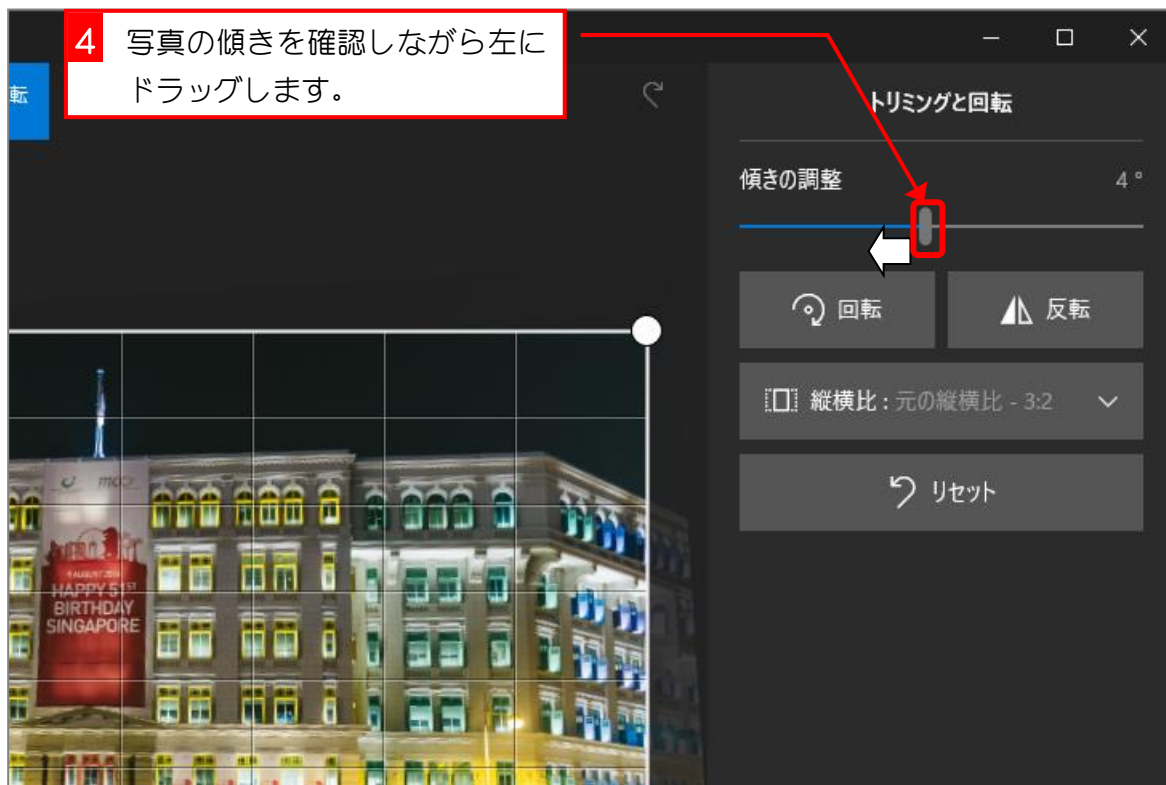 4 写真の傾きを確認しながら左に
ドラッグします。
転
トリミングと回転
傾きの調整 4°
回転 反転
縦横比 : 元の縦横比 - 3:2
リセット
9 AUGUST 2016
HAPPY 51ST
BIRTHDAY
SINGAPORE